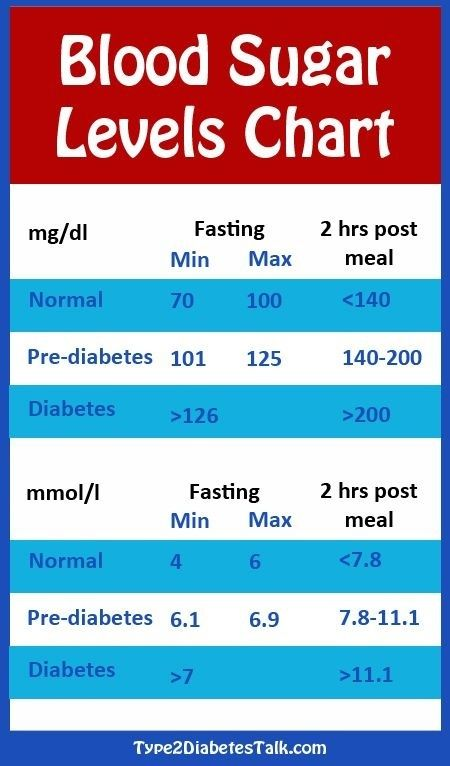 Blood Sugar
Levels Chart
mg/dl Fasting 2 hrs post
Min Max meal
Normal 70 100 <140
Pre-diabetes 101 125 140-200
Diabetes >126 >200
mmol/l Fasting 2 hrs post
Min Max meal
Normal 4 6 <7.8
Pre-diabetes 6.1 6.9 7.8-11.1
Diabetes >7 >11.1
Type2DiabetesTalk.com